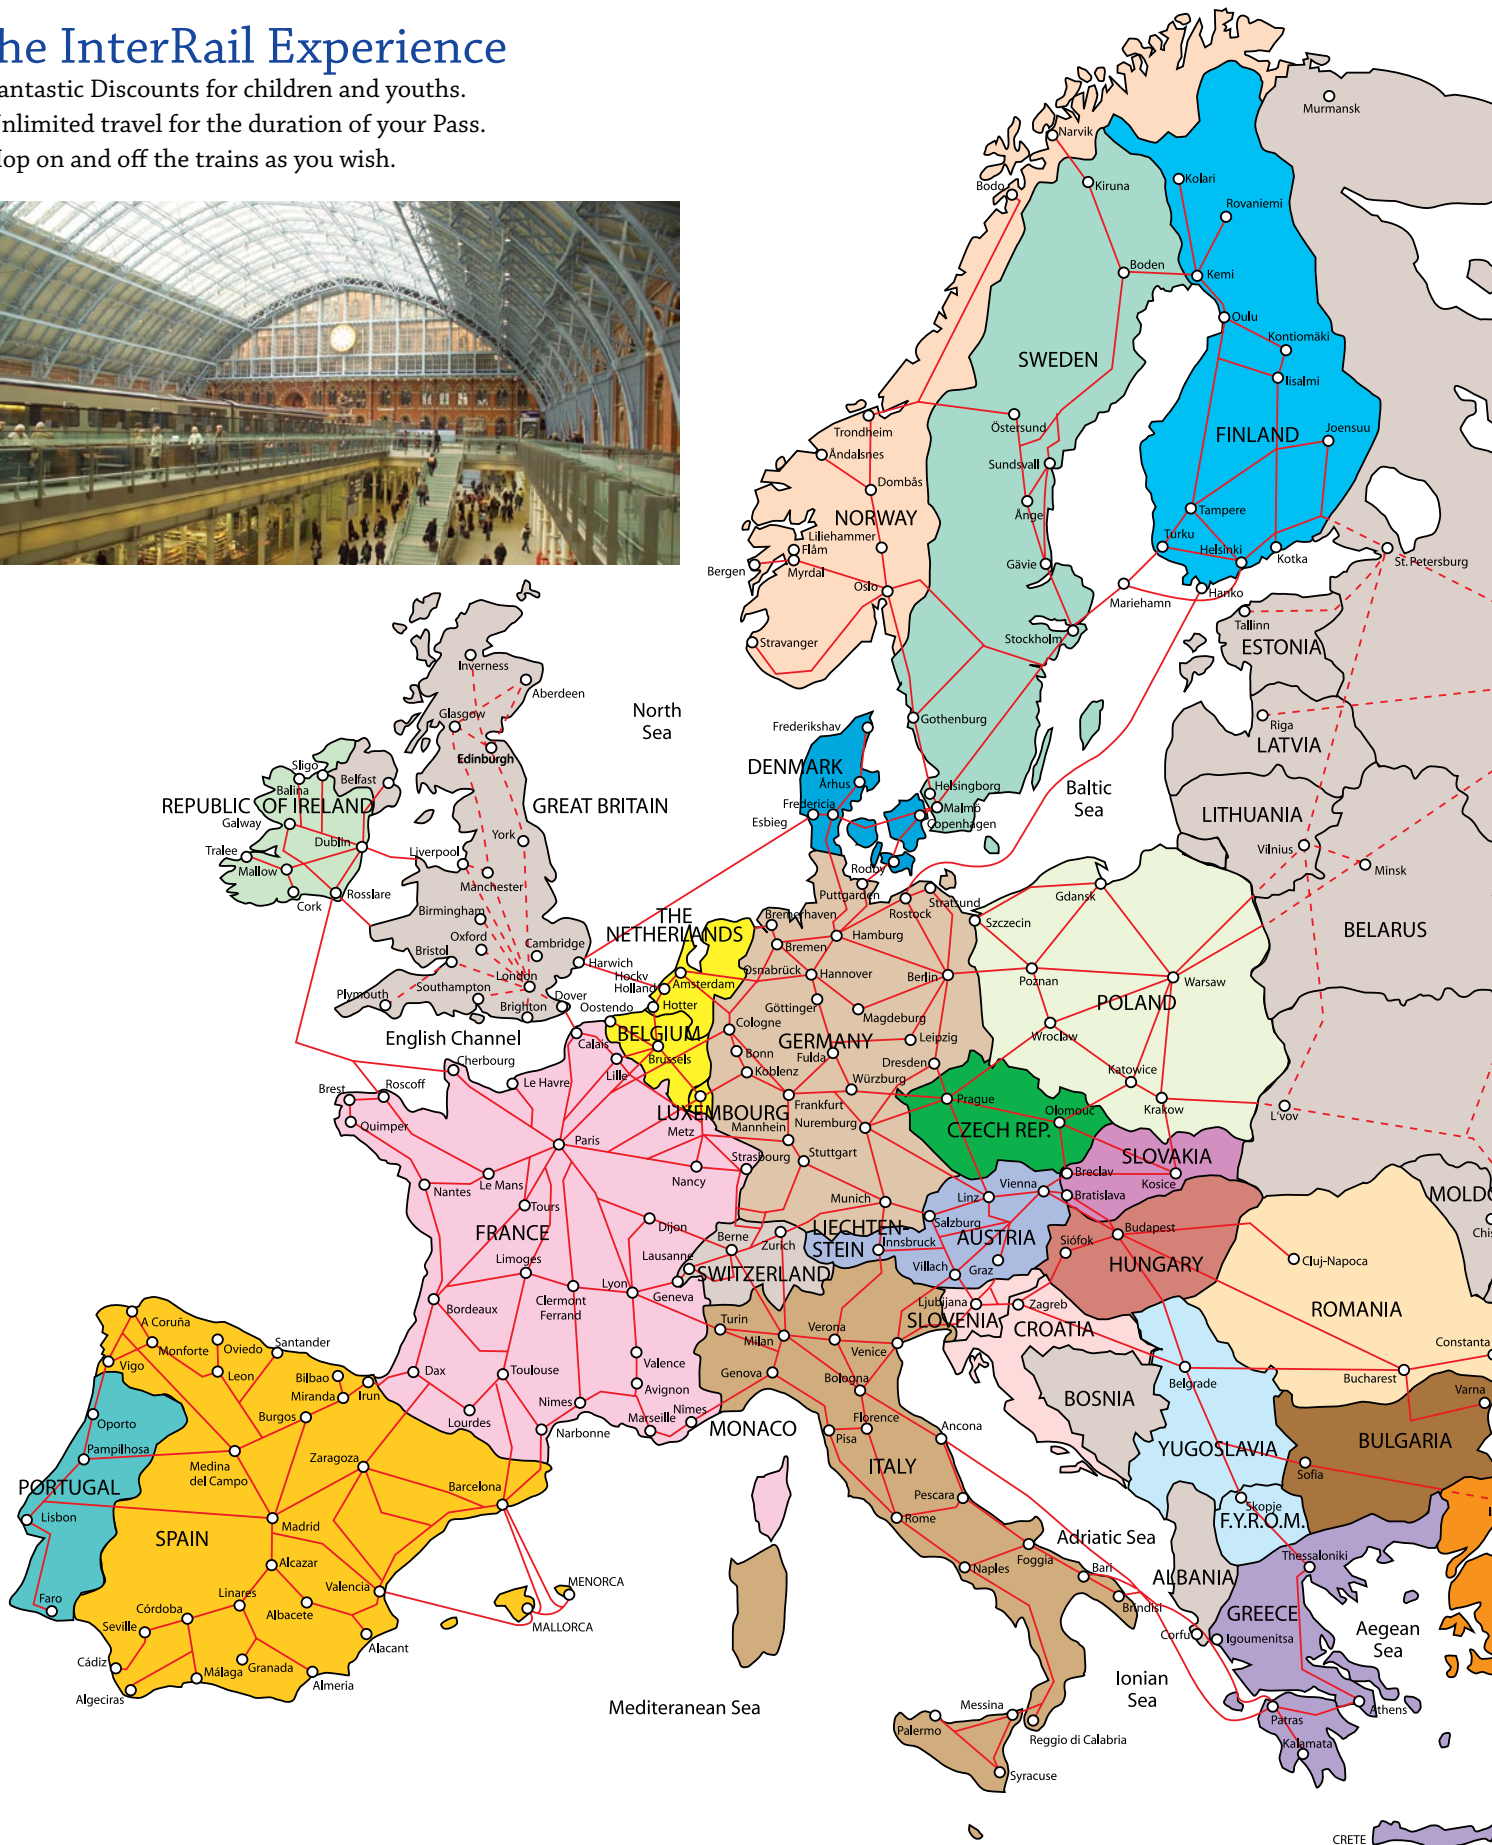 he InterRail Experience
antastic Discounts for children and youths.
nlimited travel for the duration of your Pass.
op on and off the trains as you wish.
Murmansk
Narvik
Bodo
Kiruna
Kolari
Rovaniemi
Boden
Kemi
Oulu
Kontiomäki
Iisalmi
SWEDEN
Östersund
Trondheim
Åndalsnes
FINLAND
Joensuu
Sundsvall
Dombås
Ånge
NORWAY
Tampere
Liliehammer
Flåm
Turku
Helsinki
Kotka
St. Petersburg
Bergen
Myrdal
Gävie
Oslo
Mariehamn
Hanko
Tallinn
Stravanger
Stockholm
ESTONIA
Inverness
Aberdeen
North
Sea
Glasgow
Gothenburg
Riga
LATVIA
Frederikshav
Edinburgh
DENMARK
Sligo
Belfast
Balina
Århus
Helsingborg
Baltic
Sea
REPUBLIC OF IRELAND
GREAT BRITAIN
Fredericia
Malmö
LITHUANIA
Galway
Esbieg
Copenhagen
York
Dublin
Tralee
Liverpool
Vilnius
Mallow
Manchester
Rodby
Minsk
Cork
Rosslare
Puttgarden
Stratsund
Gdansk
Birmingham
THE
NETHERLANDS
Bremerhaven
Rostock
Szczecin
BELARUS
Oxford
Cambridge
Hamburg
Bristol
Bremen
Harwich
Hockv
Holland
Osnabrück
Hannover
Berlin
London
Amsterdam
Poznan
Warsaw
Plymouth
Southampton
Dover
Oostendo
Hotter
Göttinger
POLAND
Brighton
Magdeburg
English Channel
Cologne
BELGIUM
GERMANY
Leipzig
Wroclaw
Calais
Brussels
Bonn
Fulda
Cherbourg
Lille
Koblenz
Dresden
Katowice
Le Havre
Würzburg
Brest
Roscoff
Frankfurt
Prague
Krakow
L'vov
LUXEMBOURG
Olomouc
Quimper
Mannhein
Nuremburg
Metz
CZECH REP.
Paris
Strasbourg
Stuttgart
SLOVAKIA
Le Mans
Nancy
Breclav
Kosice
Nantes
Vienna
Bratislava
MOLDO
Linz
Tours
Munich
Salzburg
Budapest
Chis
FRANCE
Dijon
Berne
LIECHTEN-
STEIN
Innsbruck
AUSTRIA
Siófok
Zurich
Lausanne
Limoges
Graz
Cluj-Napoca
Lyon
SWITZERLAND
Villach
HUNGARY
Geneva
Clermont
Ferrand
Bordeaux
Ljubijana
Zagreb
ROMANIA
A Coruña
Turin
Verona
SLOVENIA
CROATIA
Monforte
Oviedo
Santander
Milan
Venice
Constanta
Vigo
Leon
Bilbao
Dax
Toulouse
Valence
Genova
Bologna
Belgrade
Bucharest
Miranda
Irun
Avignon
BOSNIA
Varna
Nimes
Oporto
Burgos
Lourdes
Marseille
Nîmes
MONACO
Florence
Ancona
Narbonne
Pisa
YUGOSLAVIA
BULGARIA
Pampilhosa
Medina
del Campo
Zaragoza
ITALY
Sofia
PORTUGAL
Barcelona
Pescara
Skopje
Lisbon
Rome
F.Y.R.O.M.
SPAIN
Madrid
Adriatic Sea
Foggia
Thessaloniki
Alcazar
Naples
Bari
ALBANIA
Faro
Linares
Valencia
MENORCA
Córdoba
Albacete
Brindisi
GREECE
Seville
MALLORCA
Corfu
Igoumenitsa
Aegean
Sea
Alacant
Cádiz
Málaga
Granada
Almeria
Algeciras
Ionian
Sea
Mediteranean Sea
Messina
Palermo
Reggio di Calabria
Patras
Athens
Kalamata
Syracuse
CRETE